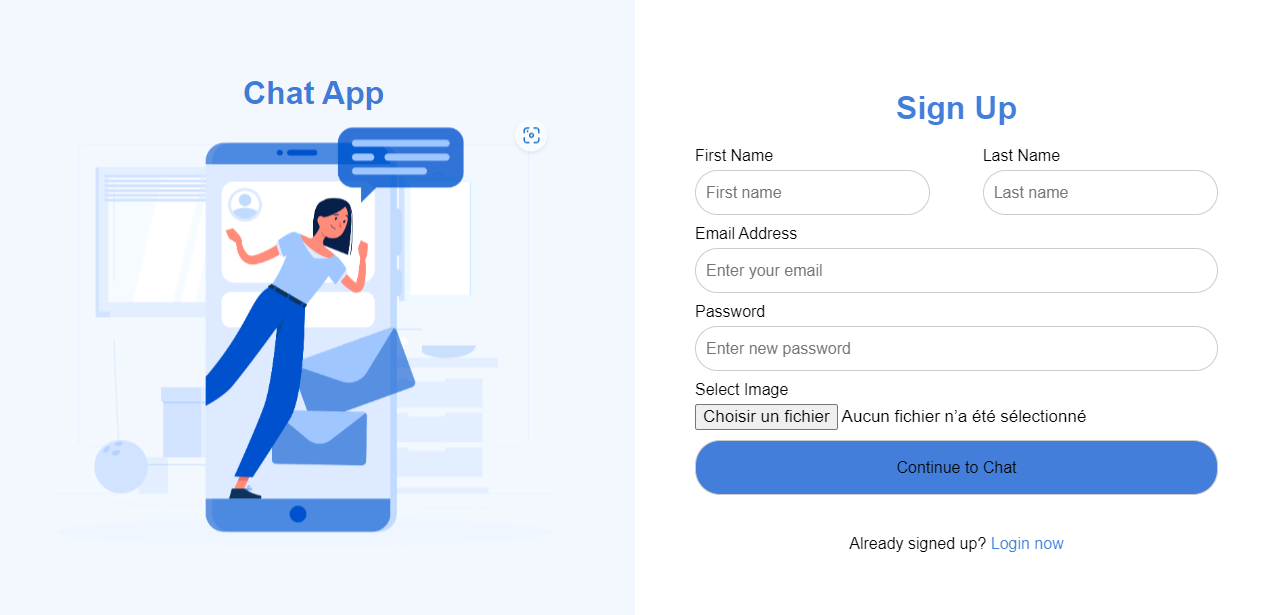 Chat App
Sign Up
First Name Last Name
First name Last name
Email Address
Enter your email
Password
Enter new password
Select Image
Choisir un fichier Aucun fichier n’a été sélectionné
Continue to Chat
Already signed up? Login now